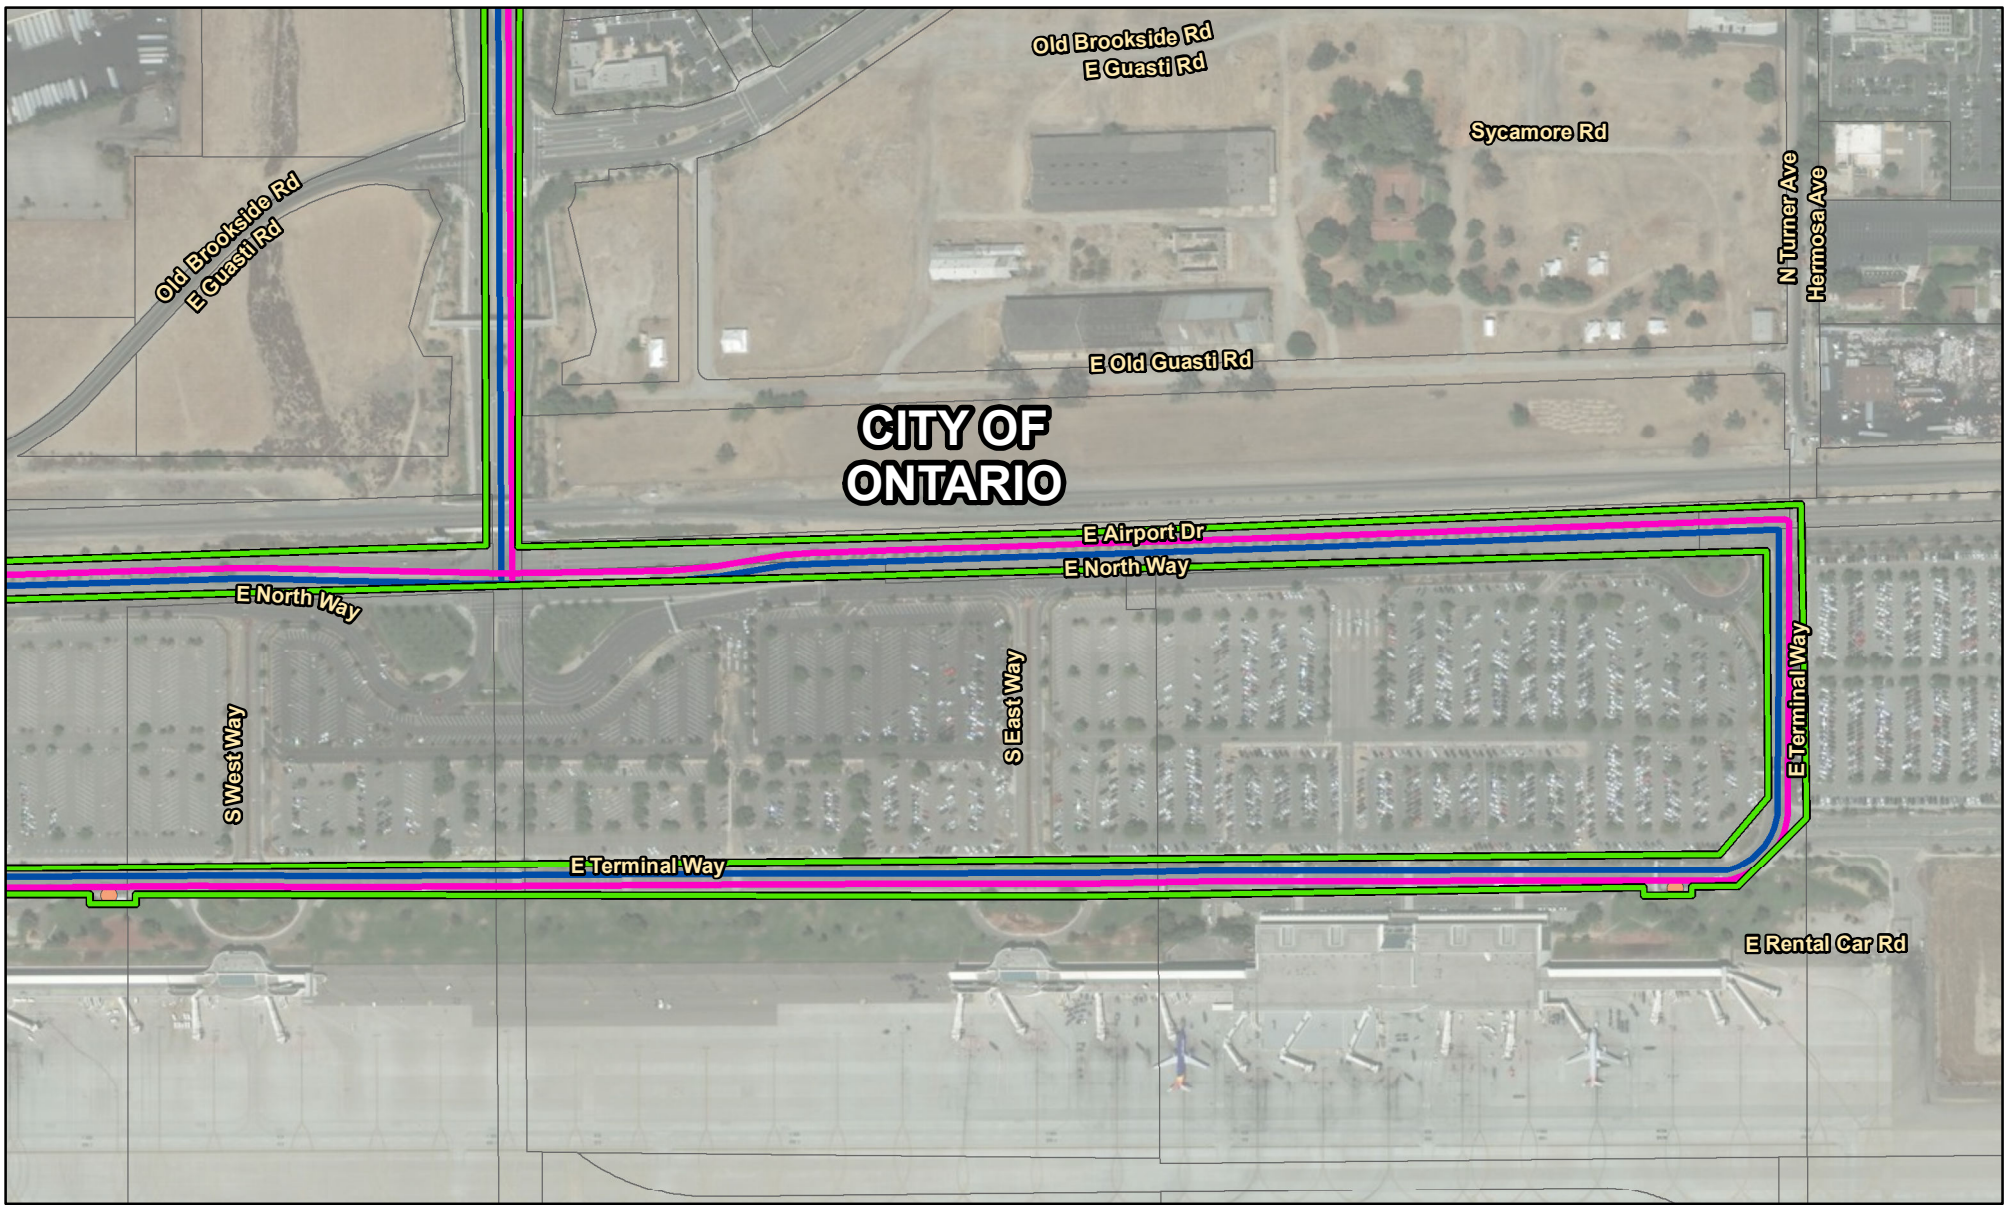 Old Brookside Rd
E Guasti Rd
Sycamore Rd
Old Brookside Rd
E Guasti Rd
N Turner Ave
Hermosa Ave
E Old Guasti Rd
CITY OF
ONTARIO
E Airport Dr
E North Way
E North Way
S West Way
S East Way
E Terminal Way
E Terminal Way
E Rental Car Rd